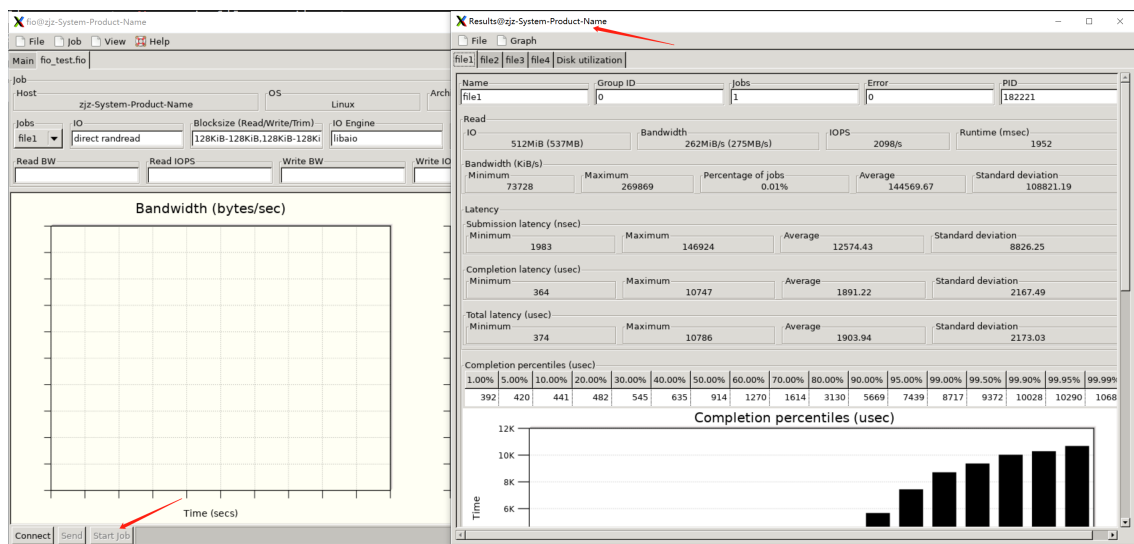 fio@zjz-System-Product-Name
File Job View Help
Main fio_test.fio
Job
Host OS Arch
zjz-System-Product-Name Linux
Jobs IO Blocksize (Read/Write/Trim) IO Engine
file1 direct randread 128KiB-128KiB,128KiB-128Ki libaio
Read BW Read IOPS Write BW Write IO
Bandwidth (bytes/sec)
Time (secs)
Connect Send Start Job
Results@zjz-System-Product-Name
File Graph
file1 file2 file3 file4 Disk utilization
Name Group ID Jobs Error PID
file1 0 1 0 182221
Read
IO Bandwidth IOPS Runtime (msec)
512MiB (537MB) 262MiB/s (275MB/s) 2098/s 1952
Bandwidth (KiB/s)
Minimum Maximum Percentage of jobs Average Standard deviation
73728 269869 0.01% 144569.67 108821.19
Latency
Submission latency (nsec)
Minimum Maximum Average Standard deviation
1983 146924 12574.43 8826.25
Completion latency (usec)
Minimum Maximum Average Standard deviation
364 10747 1891.22 2167.49
Total latency (usec)
Minimum Maximum Average Standard deviation
374 10786 1903.94 2173.03
Completion percentiles (usec)
1.00% 5.00% 10.00% 20.00% 30.00% 40.00% 50.00% 60.00% 70.00% 80.00% 90.00% 95.00% 99.00% 99.50% 99.90% 99.95% 99.99%
392 420 441 482 545 635 914 1270 1614 3130 5669 7439 8717 9372 10028 10290 1068
Completion percentiles (usec)
12K
10K
8K
6K
Time